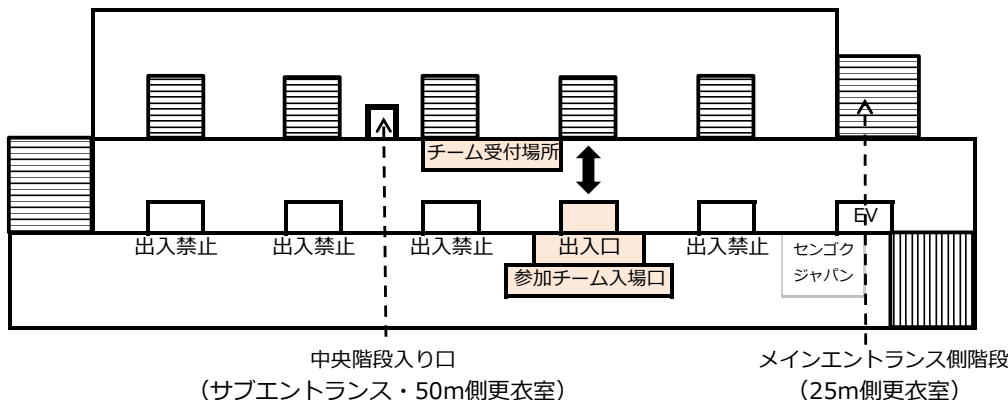 チーム受付場所
EV
出入禁止
出入禁止
出入禁止
出入口
出入禁止
センゴク
ジャパン
参加チーム入場口
中央階段入り口
（サブエントランス・50m側更衣室）
メインエントランス側階段
（25m側更衣室）